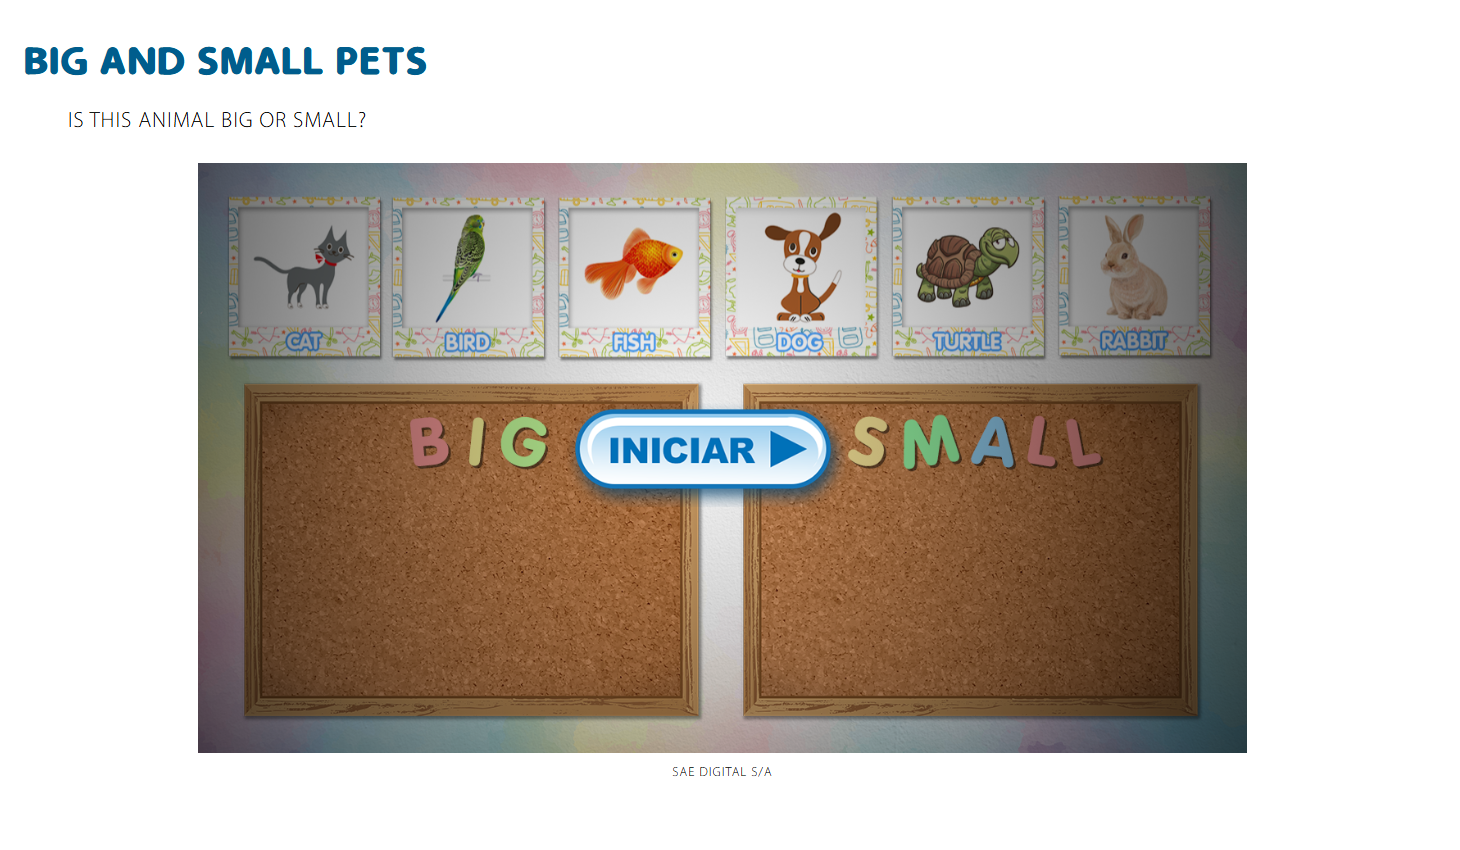 BIG AND SMALL PETS
IS THIS ANIMAL BIG OR SMALL?
CAT BIRD FISH DOG TURTLE RABBIT
BIG INICIAR SMALL
SAE DIGITAL S/A